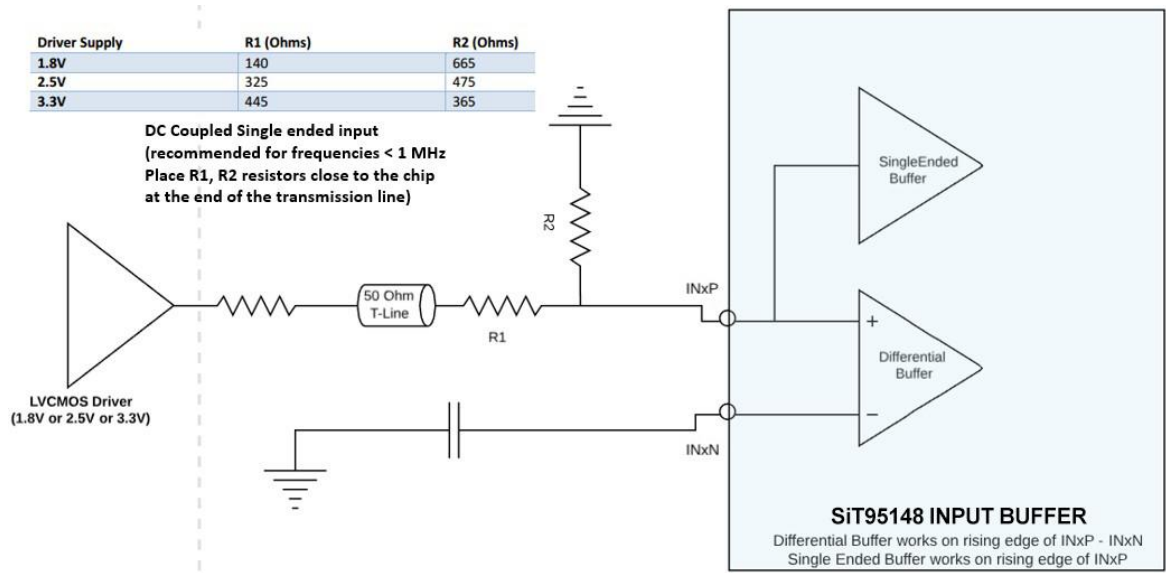 Driver Supply R1 (Ohms) R2 (Ohms)
1.8V 140 665
2.5V 325 475
3.3V 445 365
DC Coupled Single ended input
(recommended for frequencies < 1 MHz
Place R1, R2 resistors close to the chip
at the end of the transmission line)
R2
SingleEnded
Buffer
50 Ohm
T-Line
R1
INxP
+
Differential
Buffer
−
LVCMOS Driver
(1.8V or 2.5V or 3.3V)
INxN
SiT95148 INPUT BUFFER
Differential Buffer works on rising edge of INxP - INxN
Single Ended Buffer works on rising edge of INxP